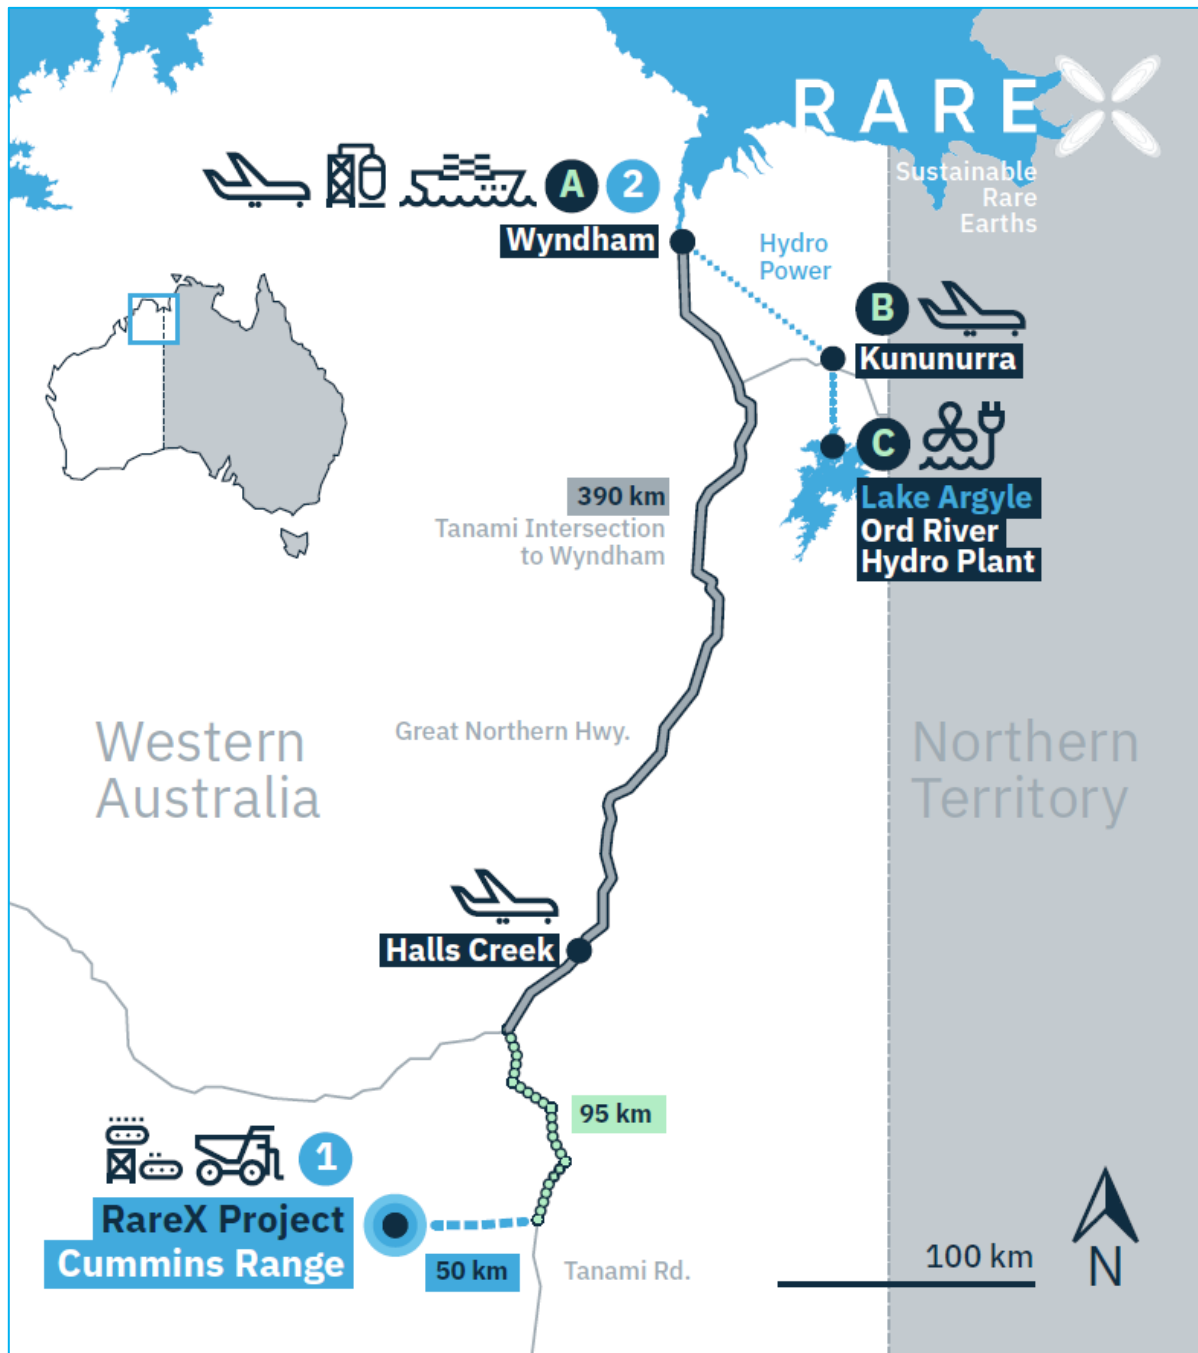 RARE
Sustainable
Rare
Earths
A
2
Wyndham
Hydro
Power
B
Kununurra
C
Lake Argyle
Ord River
Hydro Plant
390 km
Tanami Intersection
to Wyndham
Great Northern Hwy.
Western
Australia
Northern
Territory
Halls Creek
95 km
1
RareX Project
Cummins Range
50 km
Tanami Rd.
100 km
N